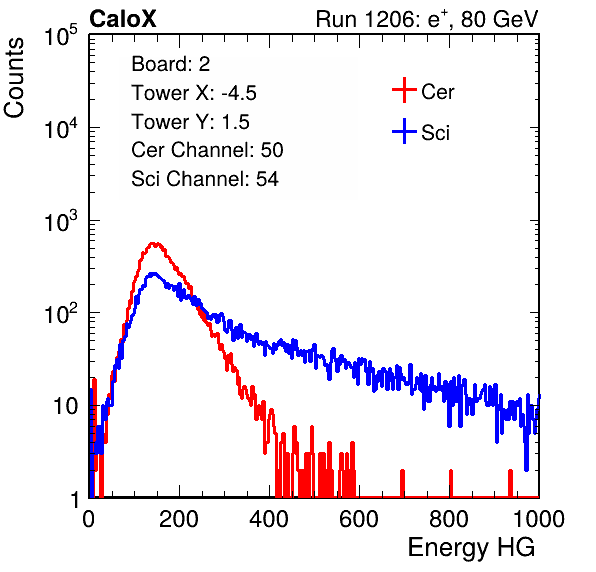 CaloX Run 1206: e+, 80 GeV
Counts
Board: 2
Tower X: -4.5
Tower Y: 1.5
Cer Channel: 50
Sci Channel: 54
Cer
Sci
10^5
10^4
10^3
10^2
10
1
0 200 400 600 800 1000
Energy HG